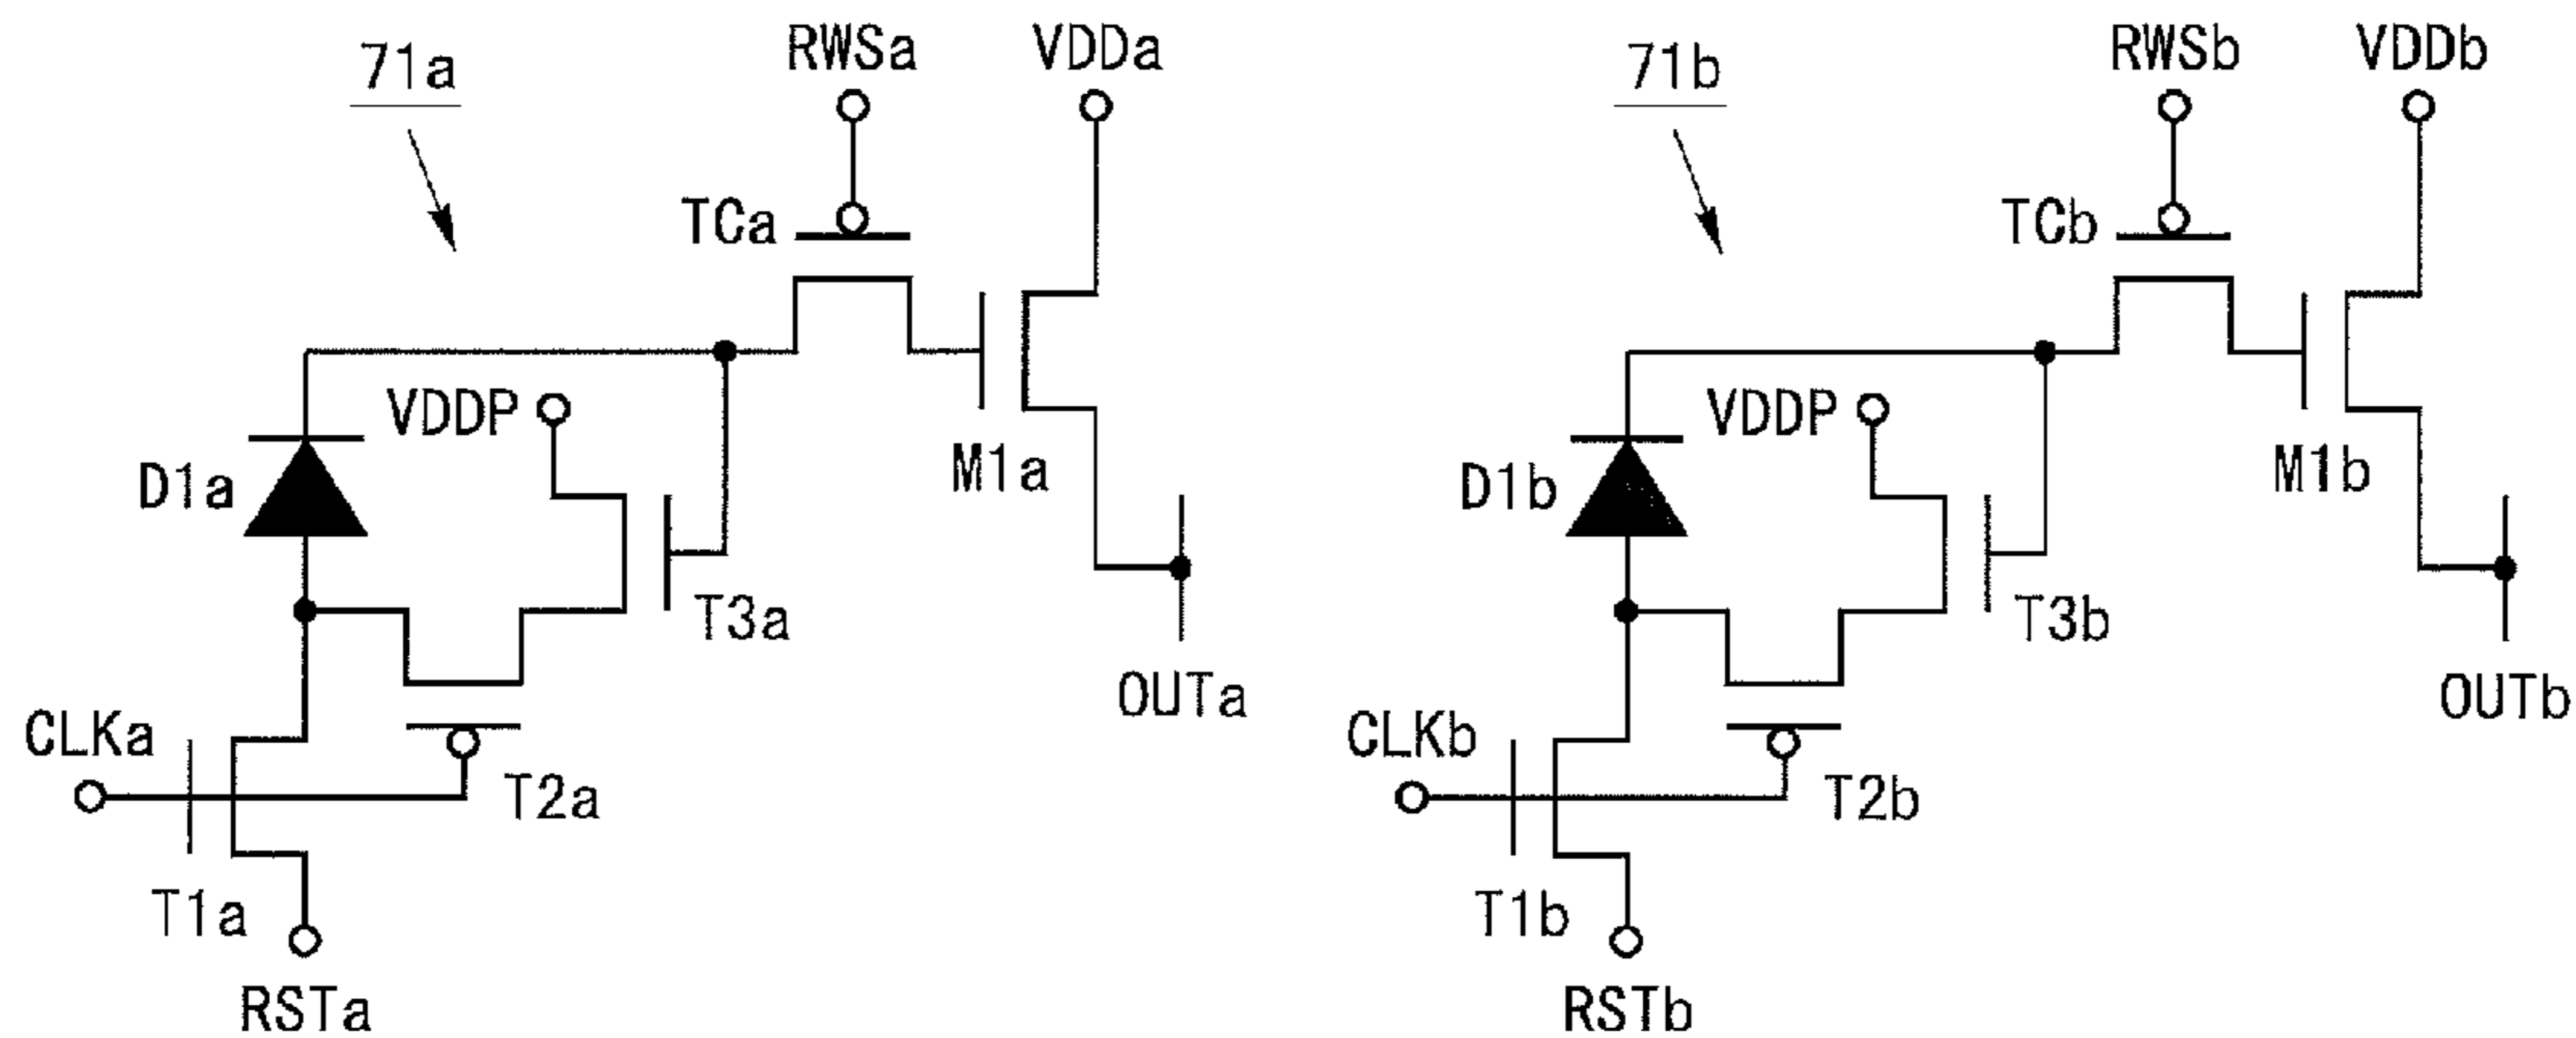 71a
RWSa
VDDa
TCa
VDDP
D1a
M1a
T3a
OUTa
CLKa
T2a
T1a
RSTa
71b
RWSb
VDDb
TCb
VDDP
D1b
M1b
T3b
OUTb
CLKb
T2b
T1b
RSTb